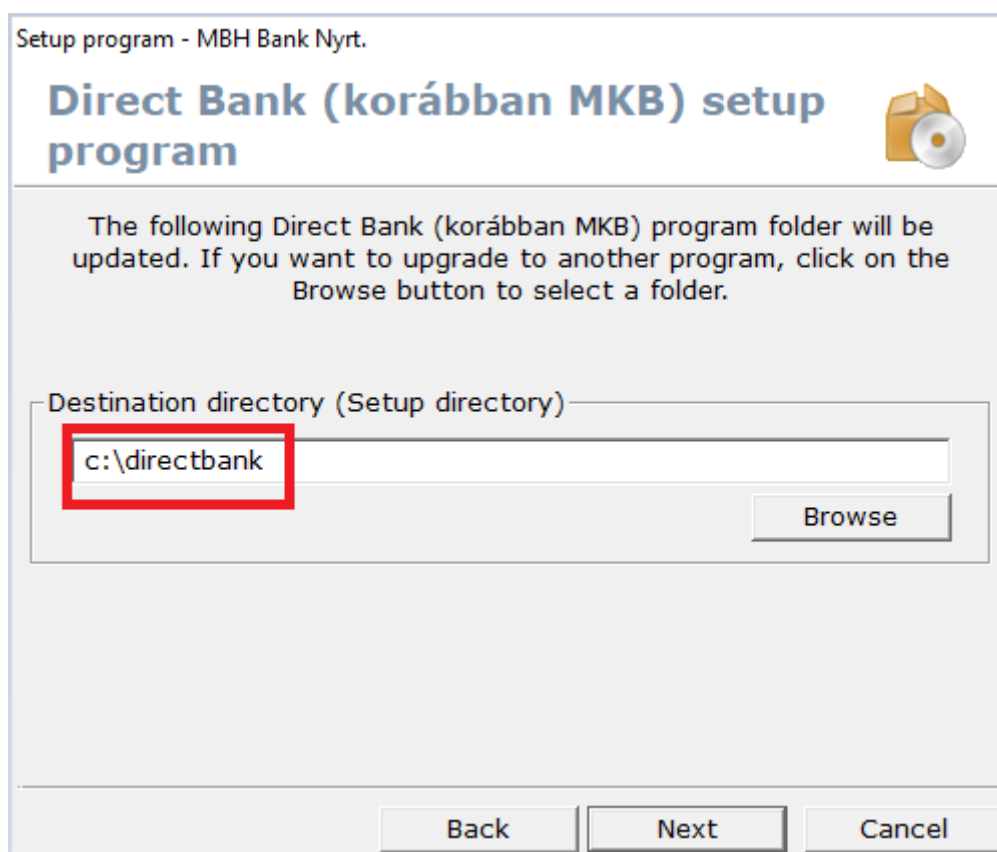 Setup program - MBH Bank Nyrt.
Direct Bank (korábban MKB) setup
program
The following Direct Bank (korábban MKB) program folder will be
updated. If you want to upgrade to another program, click on the
Browse button to select a folder.
Destination directory (Setup directory)
c:\directbank
Browse
Back Next Cancel